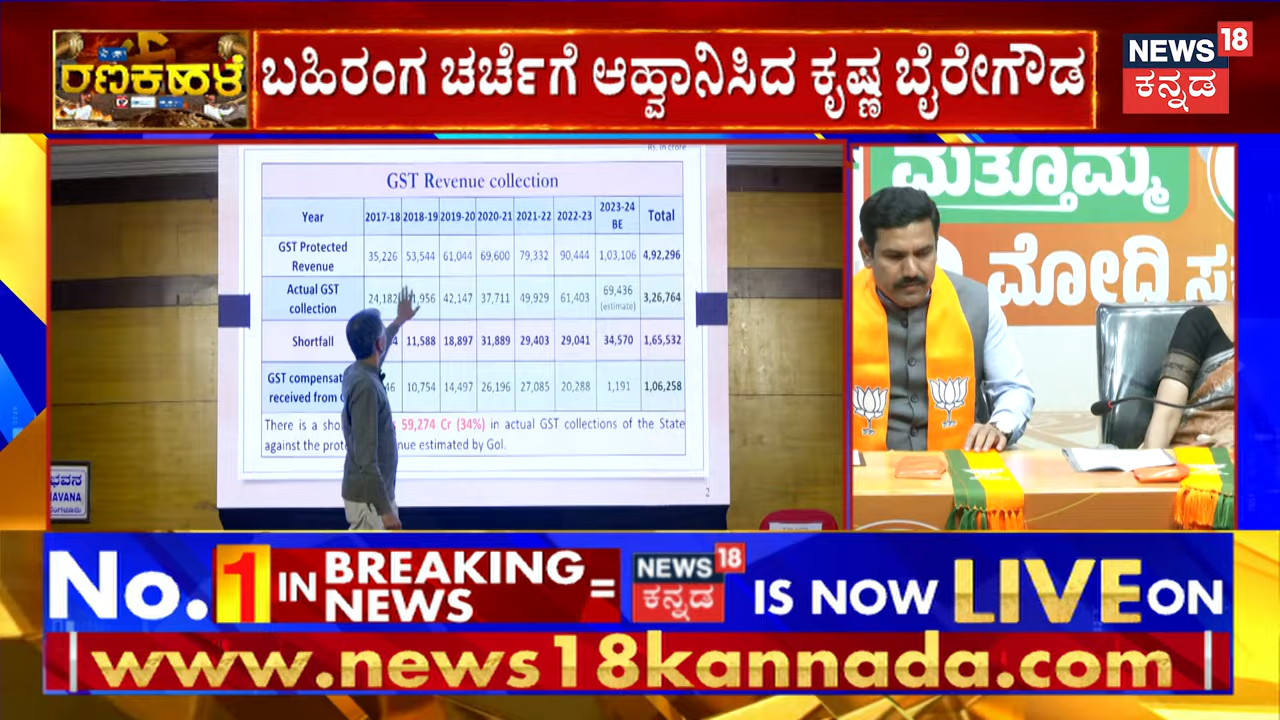 ರಣಕಹಳೆ
ಬಹಿರಂಗ ಚರ್ಚೆಗೆ ಆಹ್ವಾನಿಸಿದ ಕೃಷ್ಣ ಬೈರೇಗೌಡ
NEWS 18
ಕನ್ನಡ
Rs. in crore
GST Revenue collection
Year 2017-18 2018-19 2019-20 2020-21 2021-22 2022-23 2023-24 BE Total
GST Protected Revenue 35,226 53,544 61,044 69,600 79,332 90,444 1,03,106 4,92,296
Actual GST collection 24,182 42,147 37,711 49,929 61,403 69,436 (estimate) 3,26,764
Shortfall 11,588 18,897 31,889 29,403 29,041 34,570 1,65,532
GST received from 10,754 14,497 26,196 27,085 20,288 1,191 1,06,258
There is a 59,274 Cr (34%) in actual GST collections of the State
against the estimated by GoI.
2
ಮತ್ತೊಮ್ಮೆ
ಮೋದಿ
No. 1 IN BREAKING NEWS = NEWS 18 ಕನ್ನಡ IS NOW LIVE ON
www.news18kannada.com